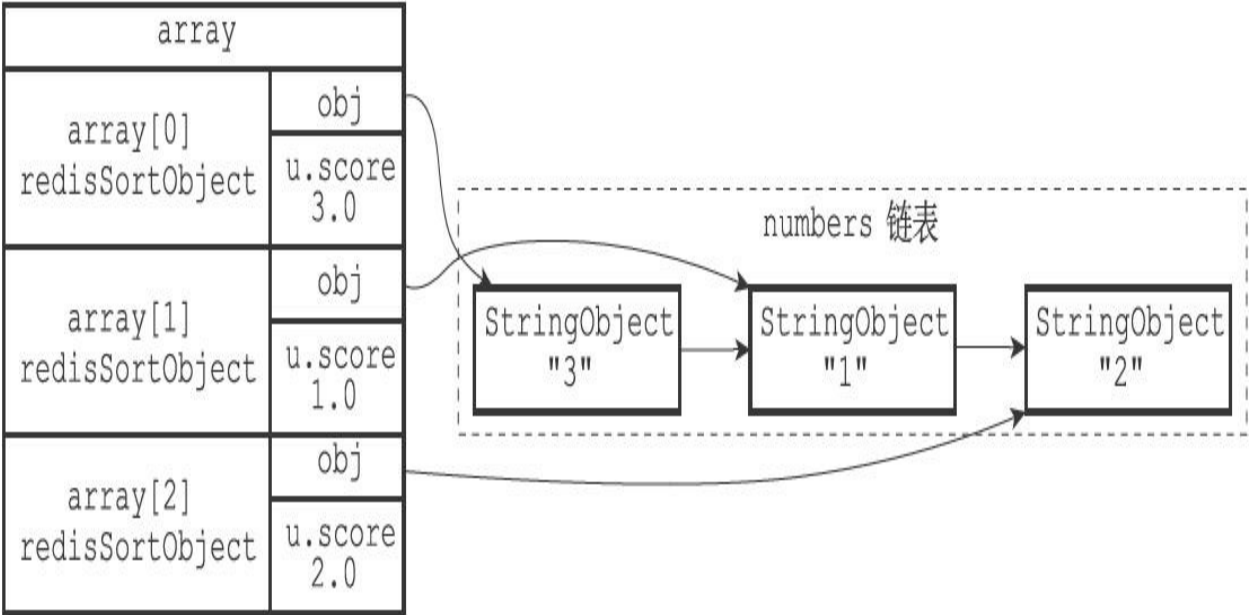 array
array[0]
redisSortObject
obj
u.score
3.0
array[1]
redisSortObject
obj
u.score
1.0
array[2]
redisSortObject
obj
u.score
2.0
numbers 链表
StringObject
"3"
StringObject
"1"
StringObject
"2"